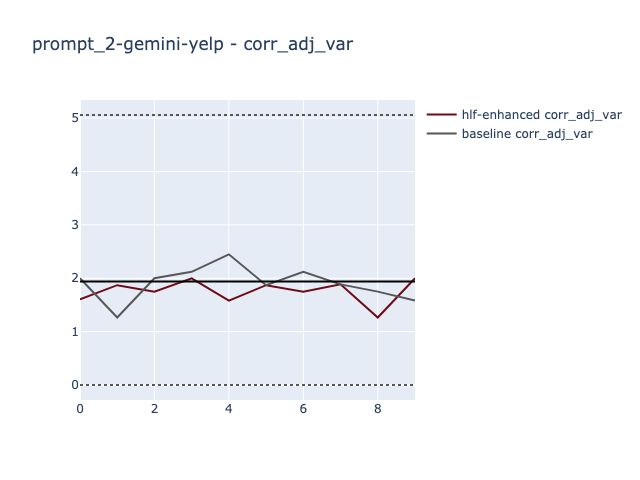 prompt_2-gemini-yelp - corr_adj_var
hlf-enhanced corr_adj_var
baseline corr_adj_var
5
4
3
2
1
0
0 2 4 6 8